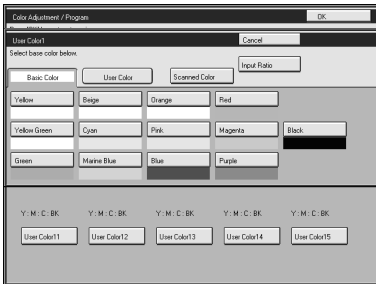 Color Adjustment / Program
OK
User Color1
Cancel
Select base color below.
Input Ratio
Basic Color
User Color
Scanned Color
Yellow
Beige
Orange
Red
Yellow Green
Cyan
Pink
Magenta
Black
Green
Marine Blue
Blue
Purple
Y : M : C : BK
Y : M : C : BK
Y : M : C : BK
Y : M : C : BK
Y : M : C : BK
User Color11
User Color12
User Color13
User Color14
User Color15